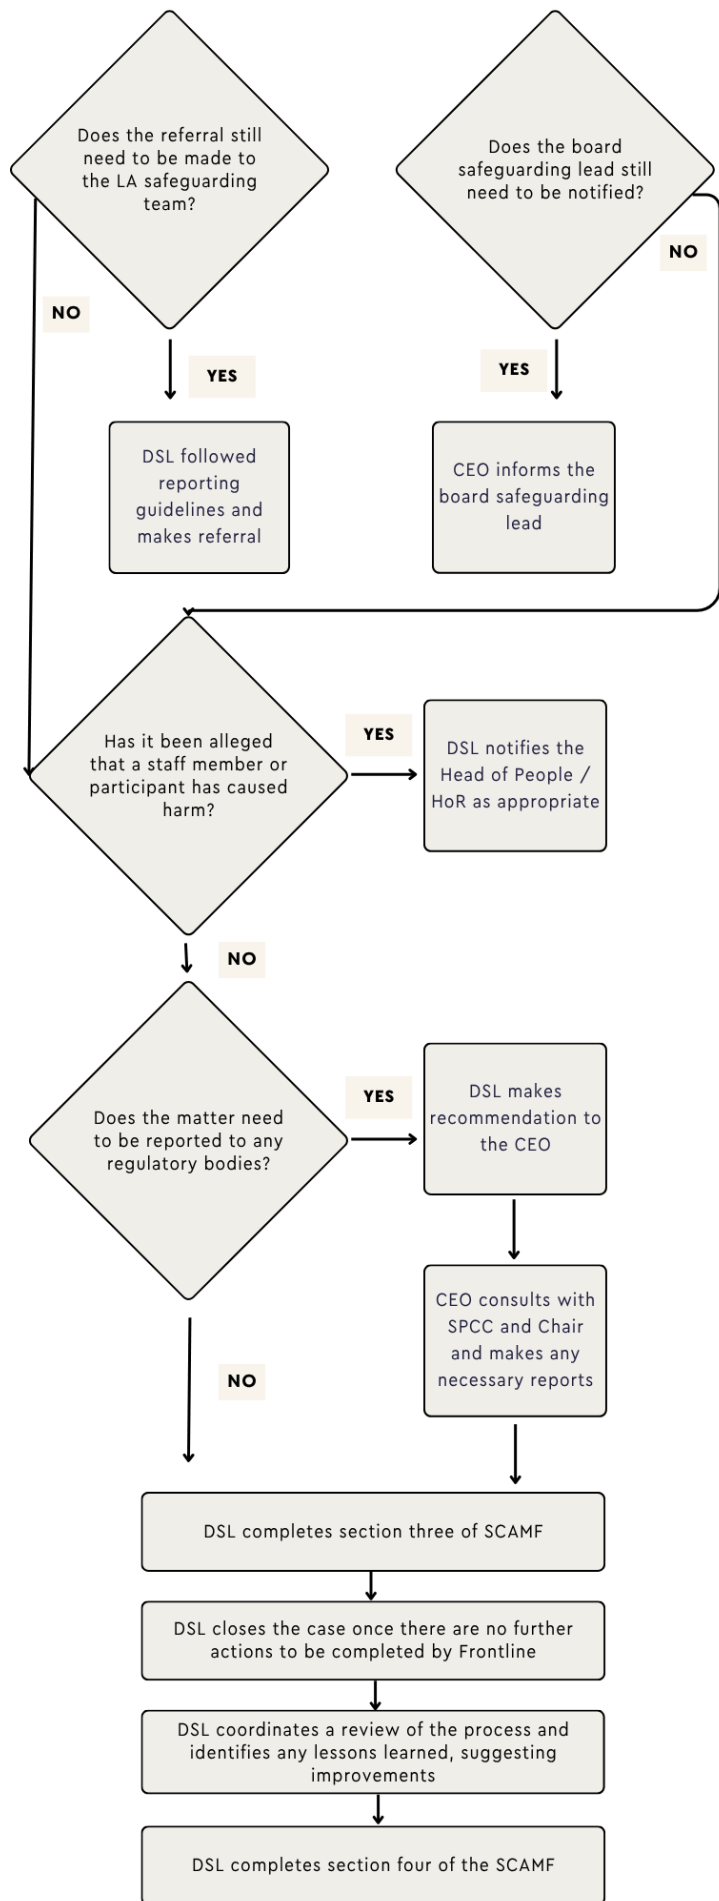 Does the referral still
need to be made to
the LA safeguarding
team?
Does the board
safeguarding lead still
need to be notified?
NO
NO
YES
YES
DSL followed
reporting
guidelines and
makes referral
CEO informs the
board safeguarding
lead
Has it been alleged
that a staff member or
participant has caused
harm?
YES
DSL notifies the
Head of People /
HoR as appropriate
NO
Does the matter need
to be reported to any
regulatory bodies?
YES
DSL makes
recommendation to
the CEO
CEO consults with
SPCC and Chair
and makes any
necessary reports
NO
DSL completes section three of SCAMF
DSL closes the case once there are no further
actions to be completed by Frontline
DSL coordinates a review of the process and
identifies any lessons learned, suggesting
improvements
DSL completes section four of the SCAMF